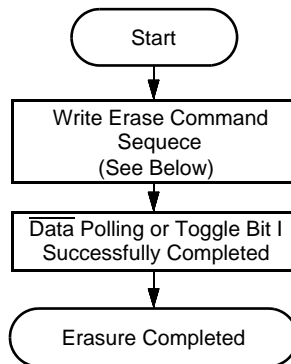 Start
Write Erase Command
Sequece
(See Below)
Data Polling or Toggle Bit I
Successfully Completed
Erasure Completed